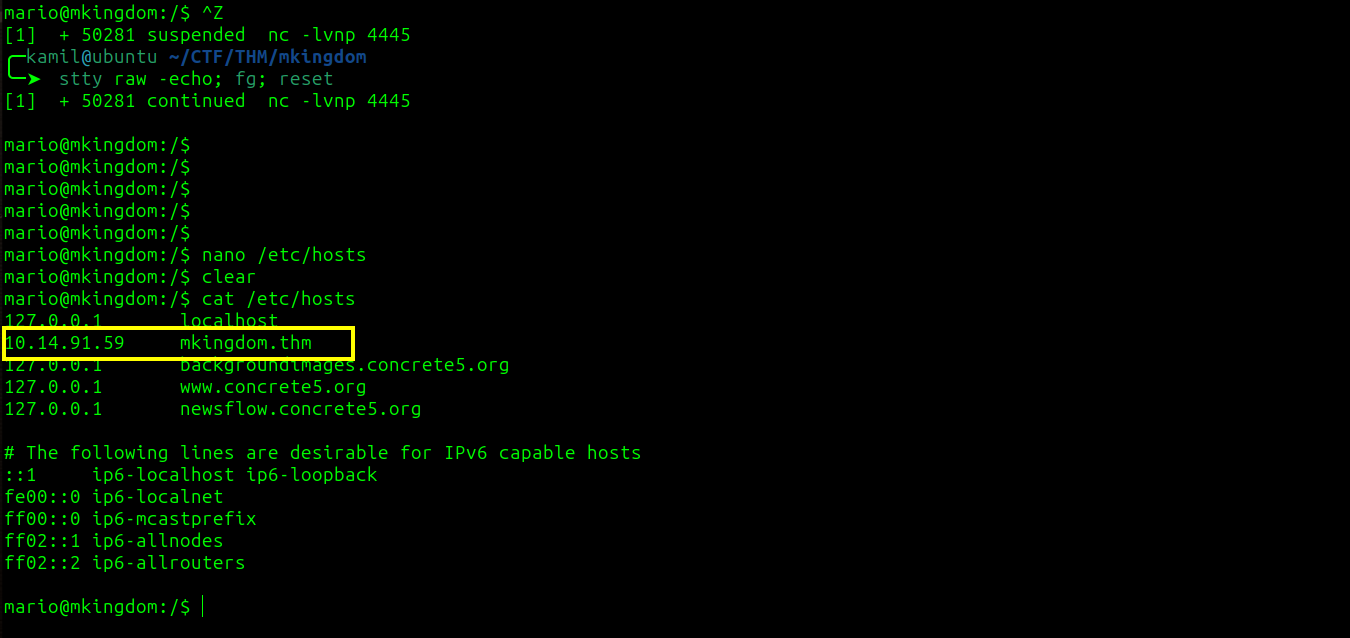 mario@mkingdom:/$ ^Z
[1]  + 50281 suspended  nc -lvnp 4445
kamil@ubuntu ~/CTF/THM/mkingdom
stty raw -echo; fg; reset
[1]  + 50281 continued  nc -lvnp 4445
mario@mkingdom:/$
mario@mkingdom:/$
mario@mkingdom:/$
mario@mkingdom:/$
mario@mkingdom:/$
mario@mkingdom:/$ nano /etc/hosts
mario@mkingdom:/$ clear
mario@mkingdom:/$ cat /etc/hosts
127.0.0.1       localhost
10.14.91.59     mkingdom.thm
127.0.0.1       backgroundimages.concrete5.org
127.0.0.1       www.concrete5.org
127.0.0.1       newsflow.concrete5.org
# The following lines are desirable for IPv6 capable hosts
::1     ip6-localhost ip6-loopback
fe00::0 ip6-localnet
ff00::0 ip6-mcastprefix
ff02::1 ip6-allnodes
ff02::2 ip6-allrouters
mario@mkingdom:/$